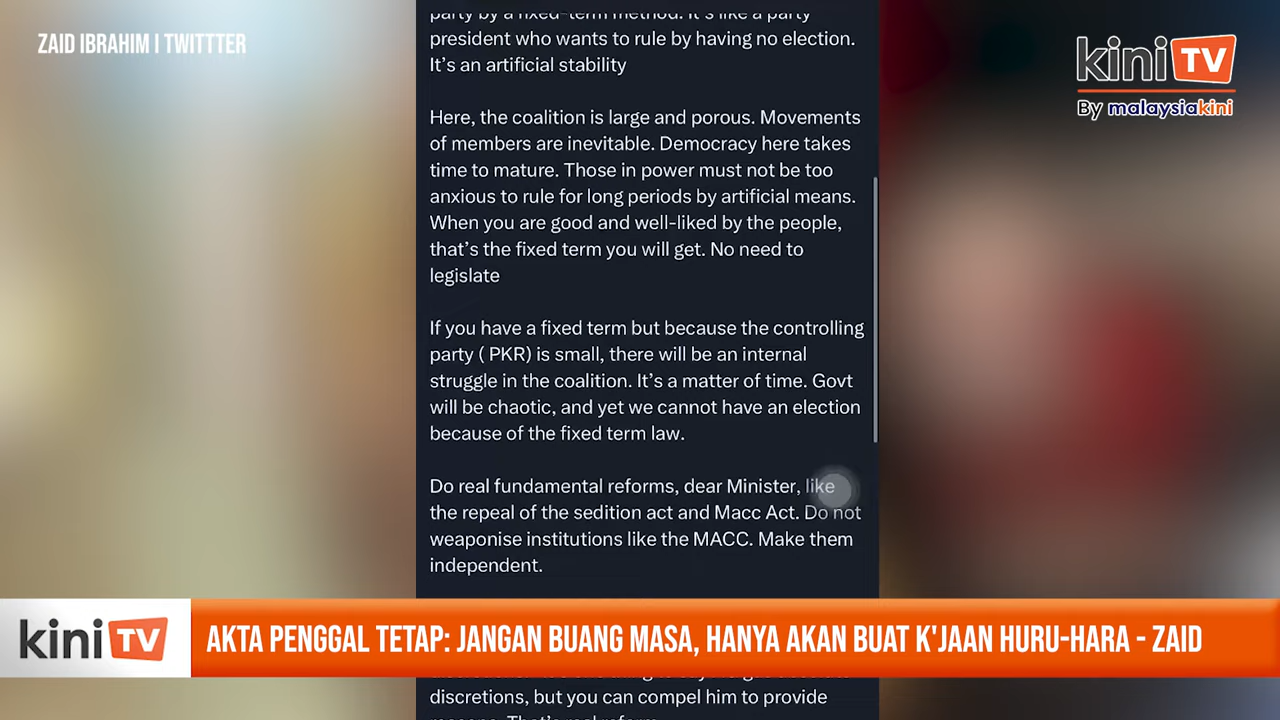 ZAID IBRAHIM I TWITTTER
kini TV
By malaysiakini
party by a fixed-term method. It's like a party
president who wants to rule by having no election.
It's an artificial stability
Here, the coalition is large and porous. Movements
of members are inevitable. Democracy here takes
time to mature. Those in power must not be too
anxious to rule for long periods by artificial means.
When you are good and well-liked by the people,
that's the fixed term you will get. No need to
legislate
If you have a fixed term but because the controlling
party ( PKR) is small, there will be an internal
struggle in the coalition. It's a matter of time. Govt
will be chaotic, and yet we cannot have an election
because of the fixed term law.
Do real fundamental reforms, dear Minister, like
the repeal of the sedition act and Macc Act. Do not
weaponise institutions like the MACC. Make them
independent.
kini TV
AKTA PENGGAL TETAP: JANGAN BUANG MASA, HANYA AKAN BUAT K'JAAN HURU-HARA - ZAID
discretions, but you can compel him to provide